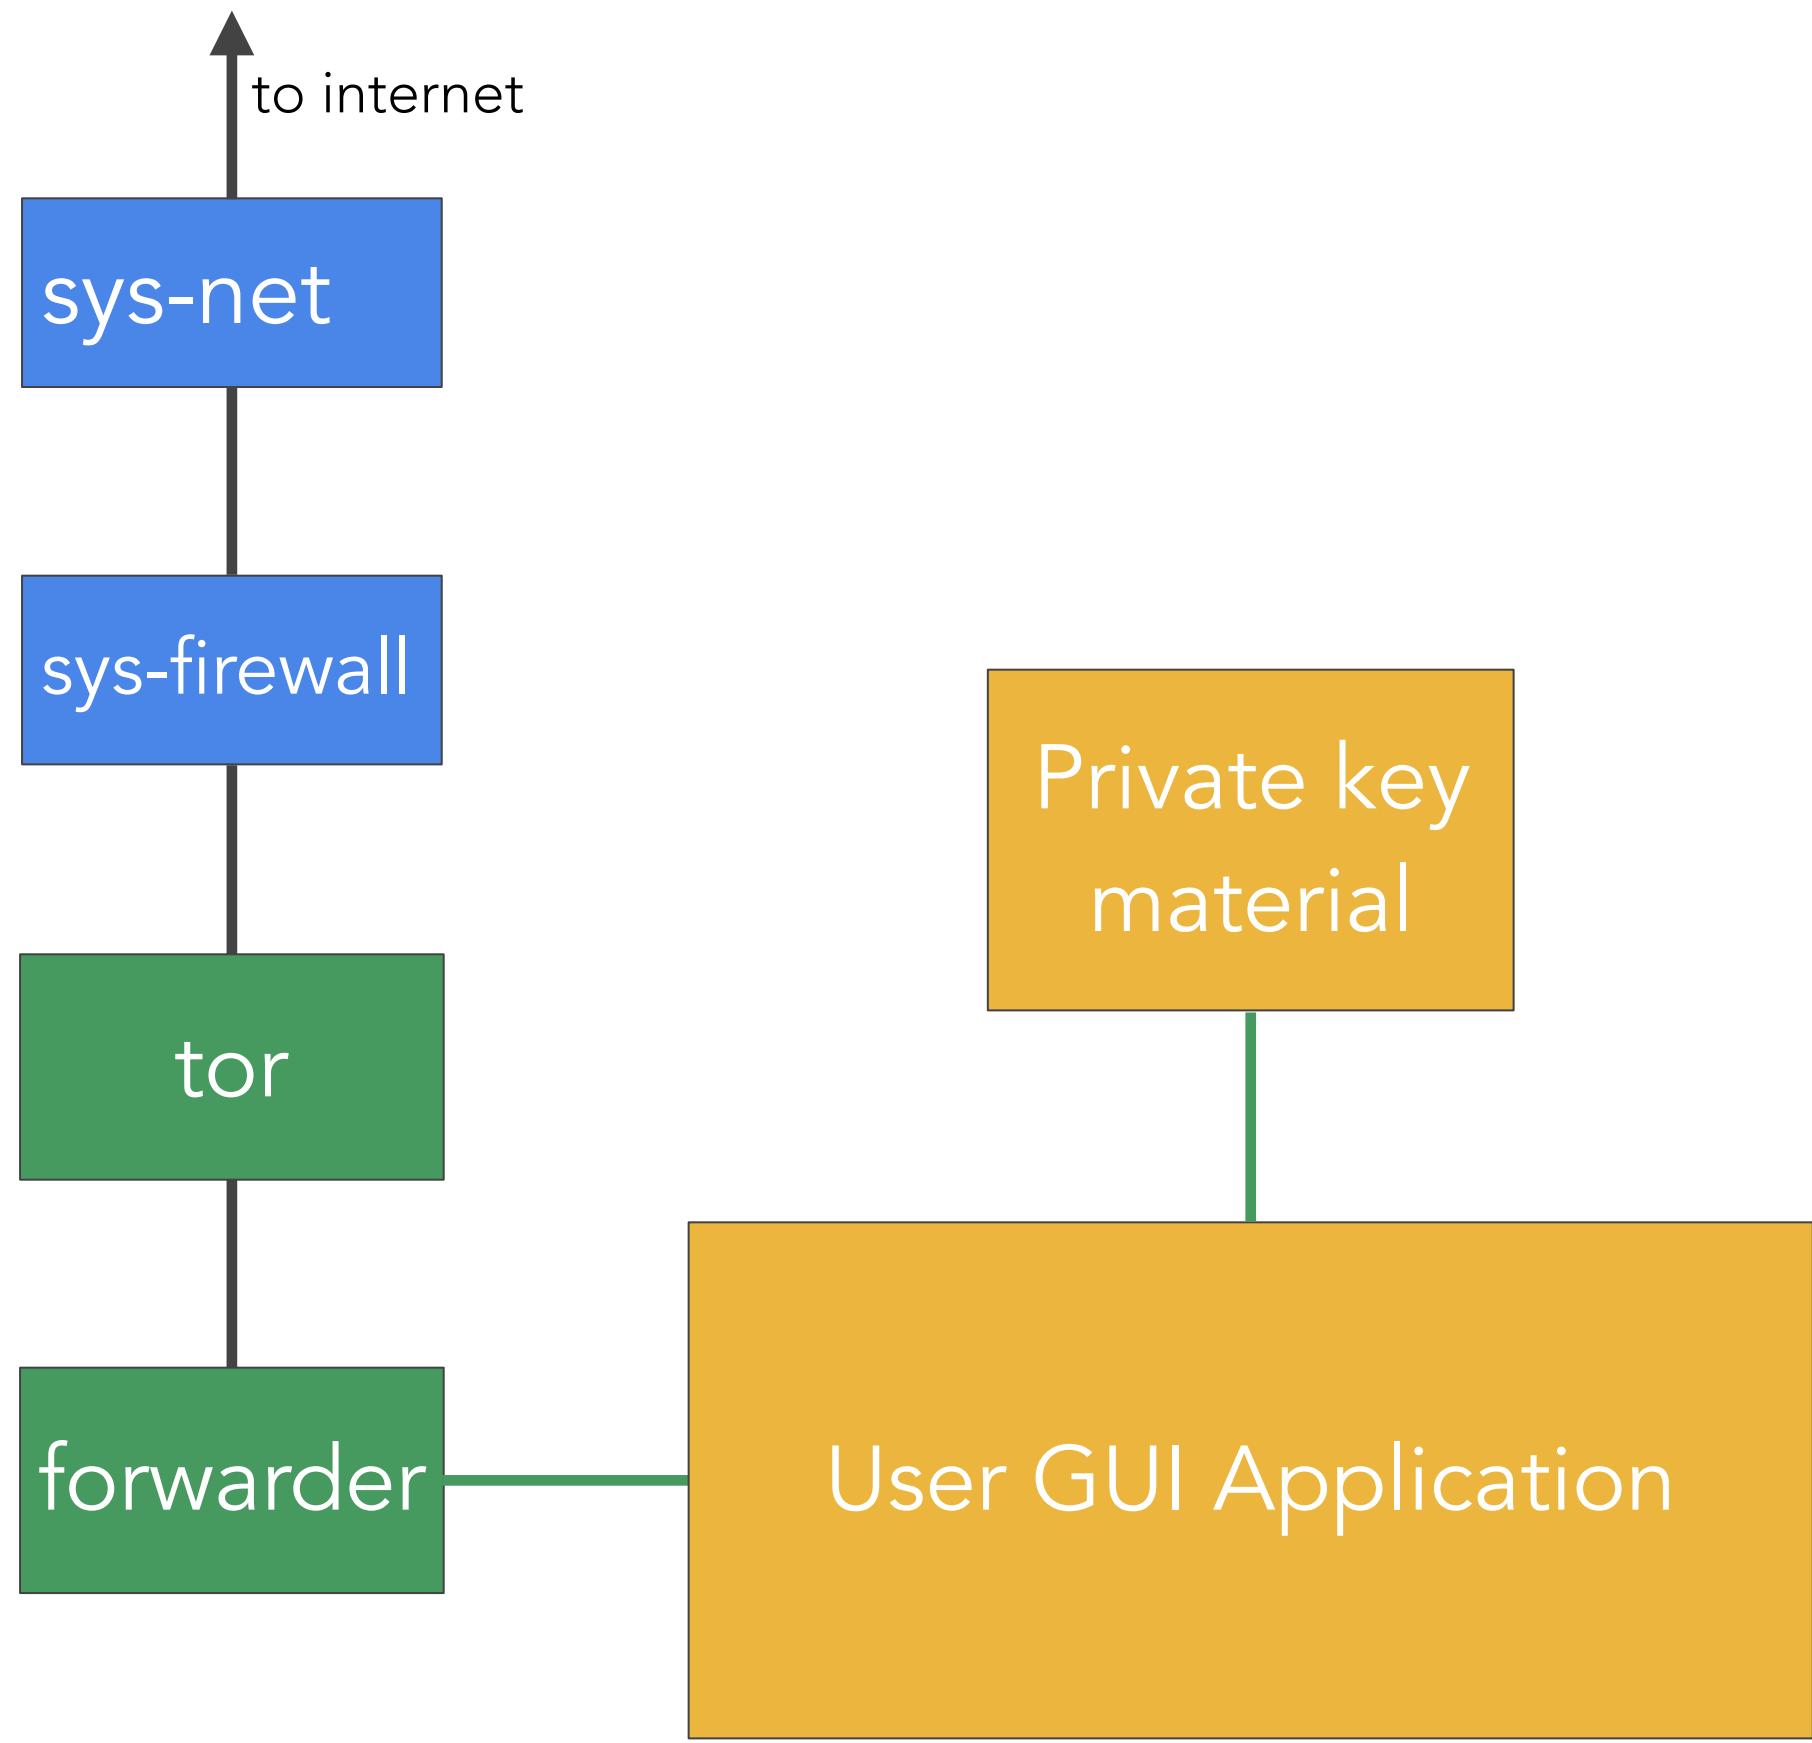 to internet
sys-net
sys-firewall
tor
forwarder
Private key
material
User GUI Application